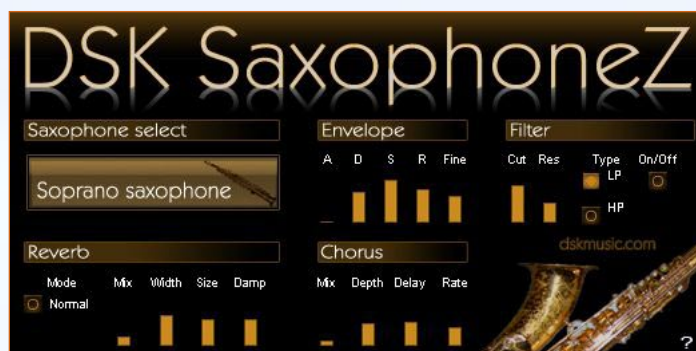 DSK SaxophoneZ
Saxophone select
Soprano saxophone
Envelope
A D S R Fine
Filter
Cut Res Type On/Off
LP
HP
dskmusic.com
Reverb
Mode Mix Width Size Damp
Normal
Chorus
Mix Depth Delay Rate
?